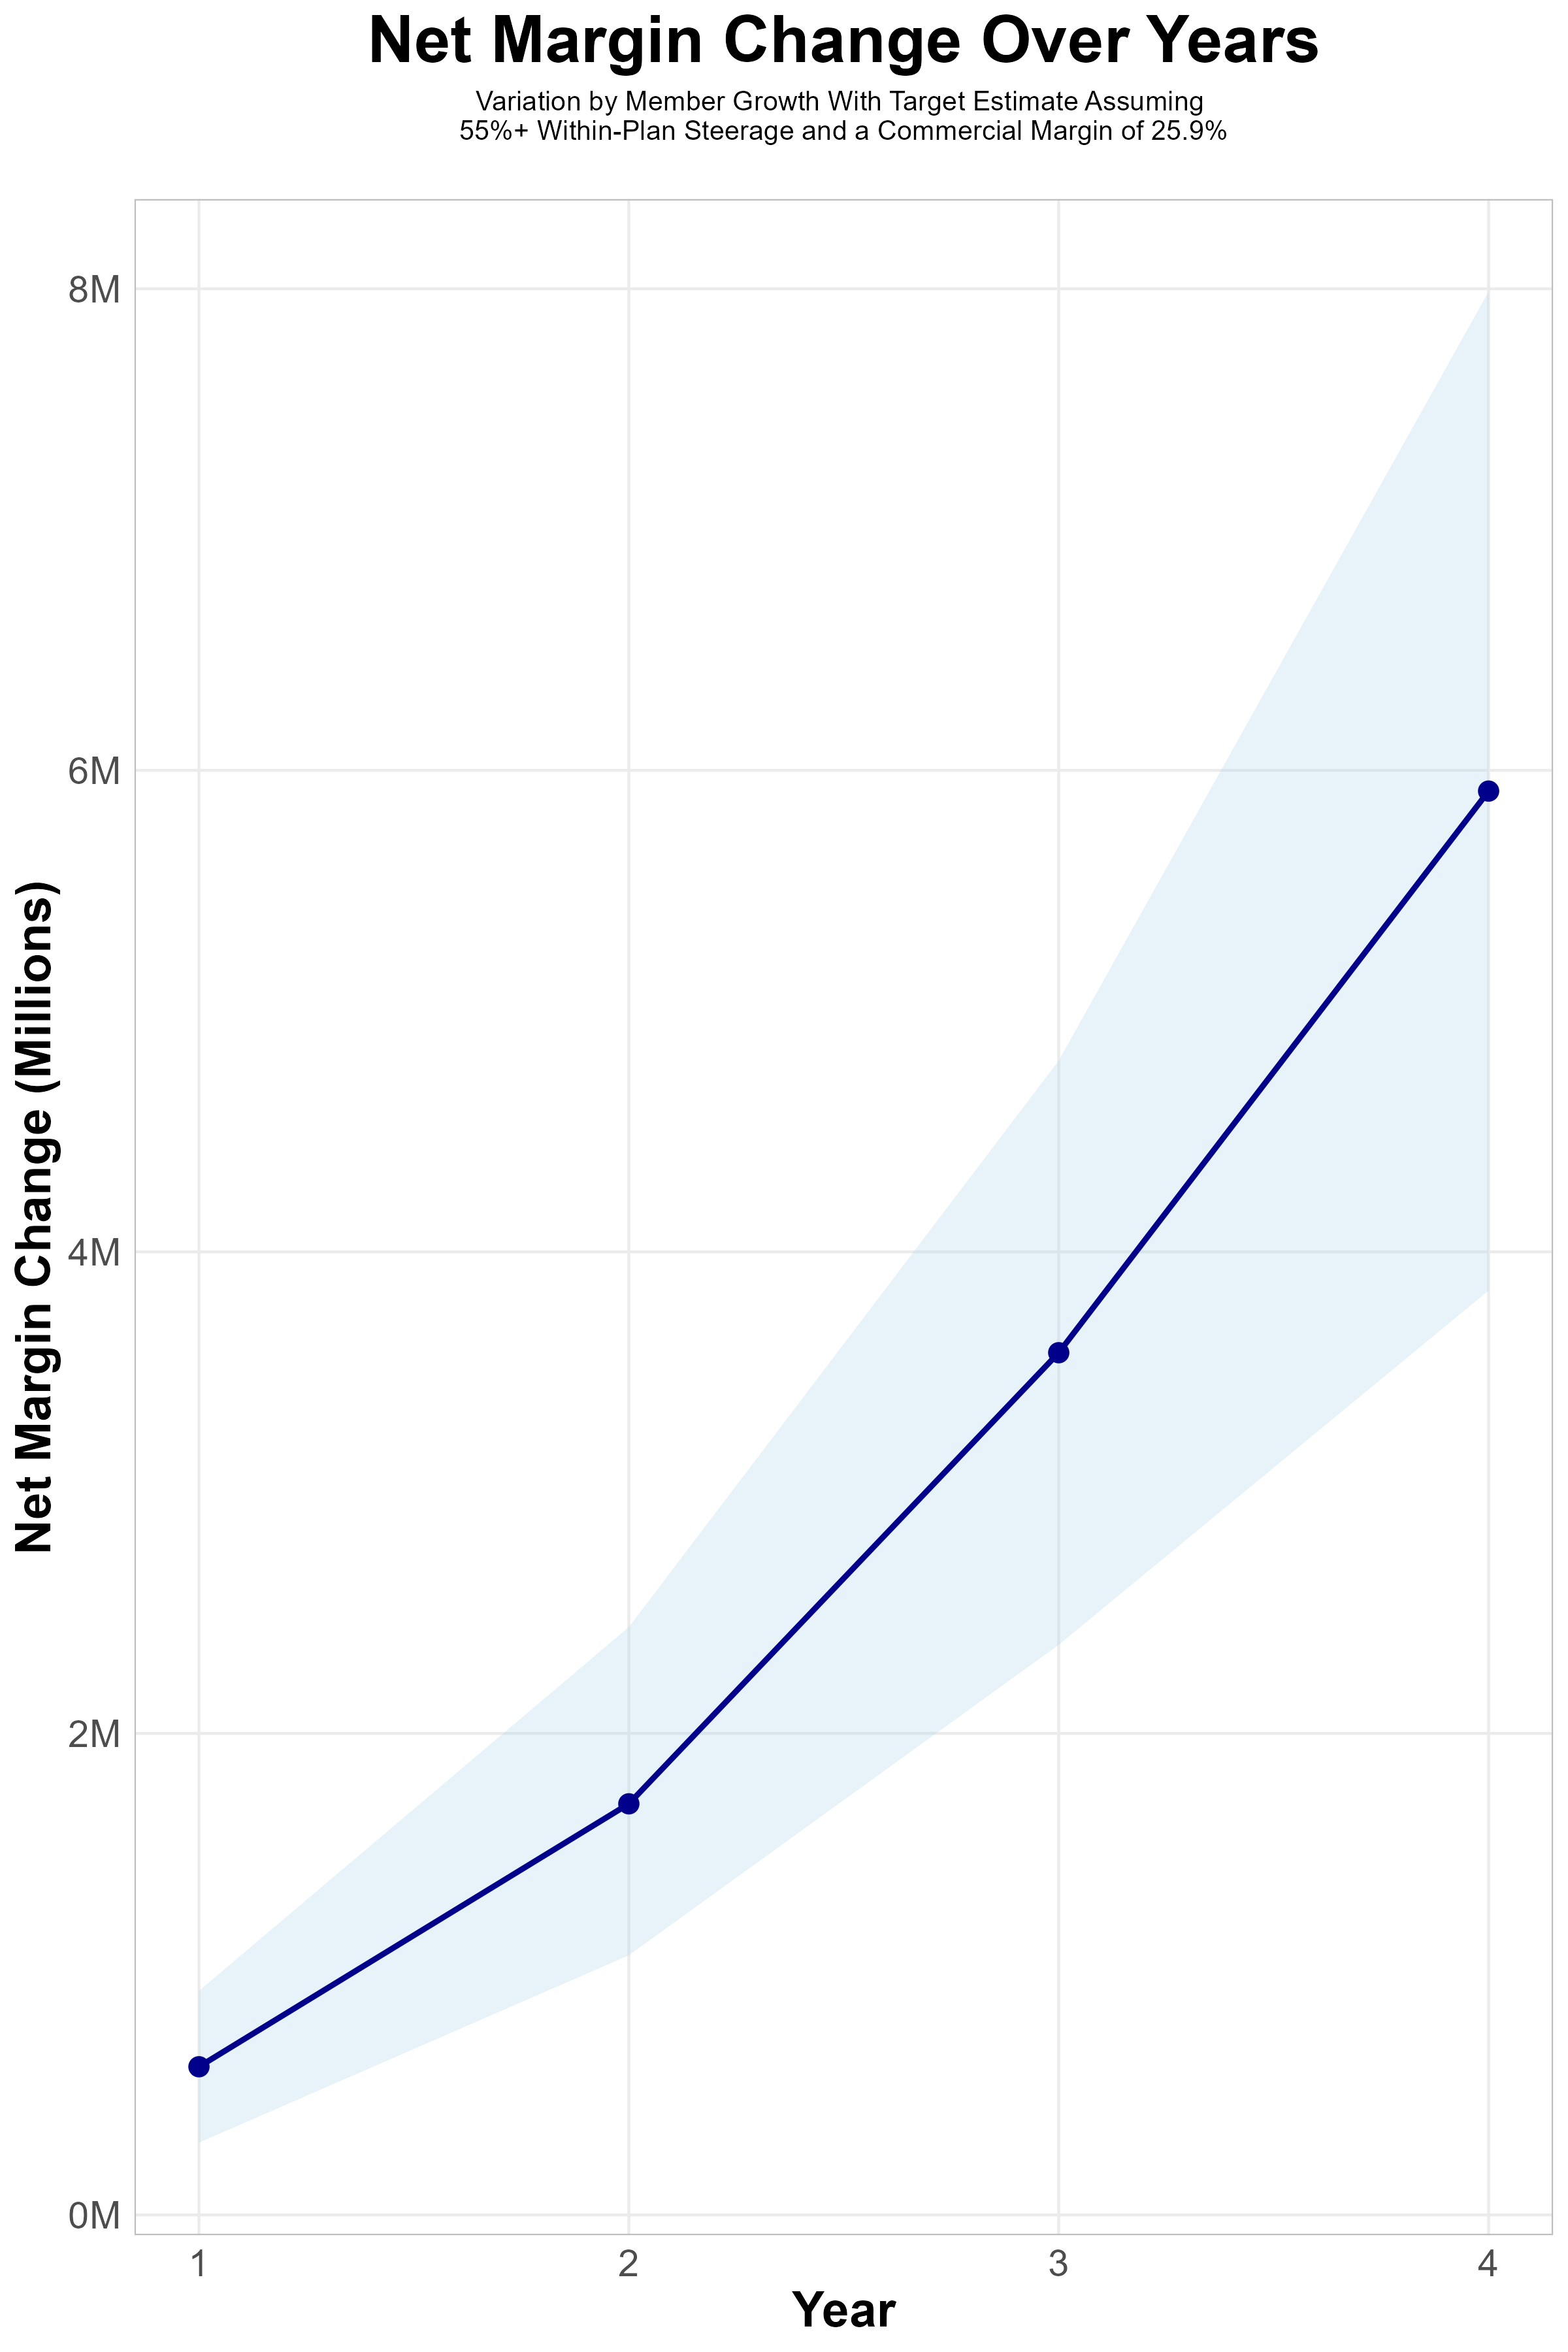 Net Margin Change Over Years
Variation by Member Growth With Target Estimate Assuming
55%+ Within-Plan Steerage and a Commercial Margin of 25.9%
Net Margin Change (Millions)
8M
6M
4M
2M
0M
1 2 3 4
Year